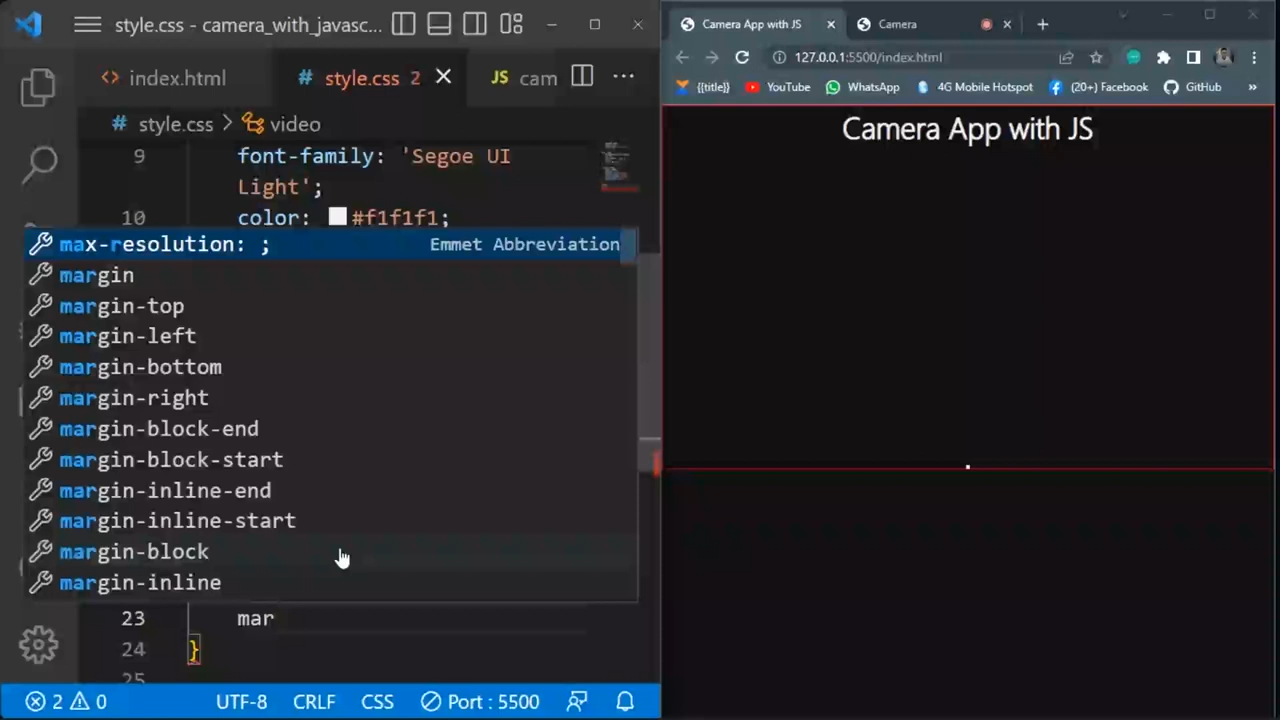 style.css - camera_with_javasc...
index.html
# style.css 2
JS cam
# style.css > video
9 font-family: 'Segoe UI
Light';
10 color: #f1f1f1;
max-resolution: ; Emmet Abbreviation
margin
margin-top
margin-left
margin-bottom
margin-right
margin-block-end
margin-block-start
margin-inline-end
margin-inline-start
margin-block
margin-inline
23 mar
24 }
25
2 0 UTF-8 CRLF CSS Port : 5500
Camera App with JS
Camera
127.0.0.1:5500/index.html
{{title}} YouTube WhatsApp 4G Mobile Hotspot (20+) Facebook GitHub »
Camera App with JS